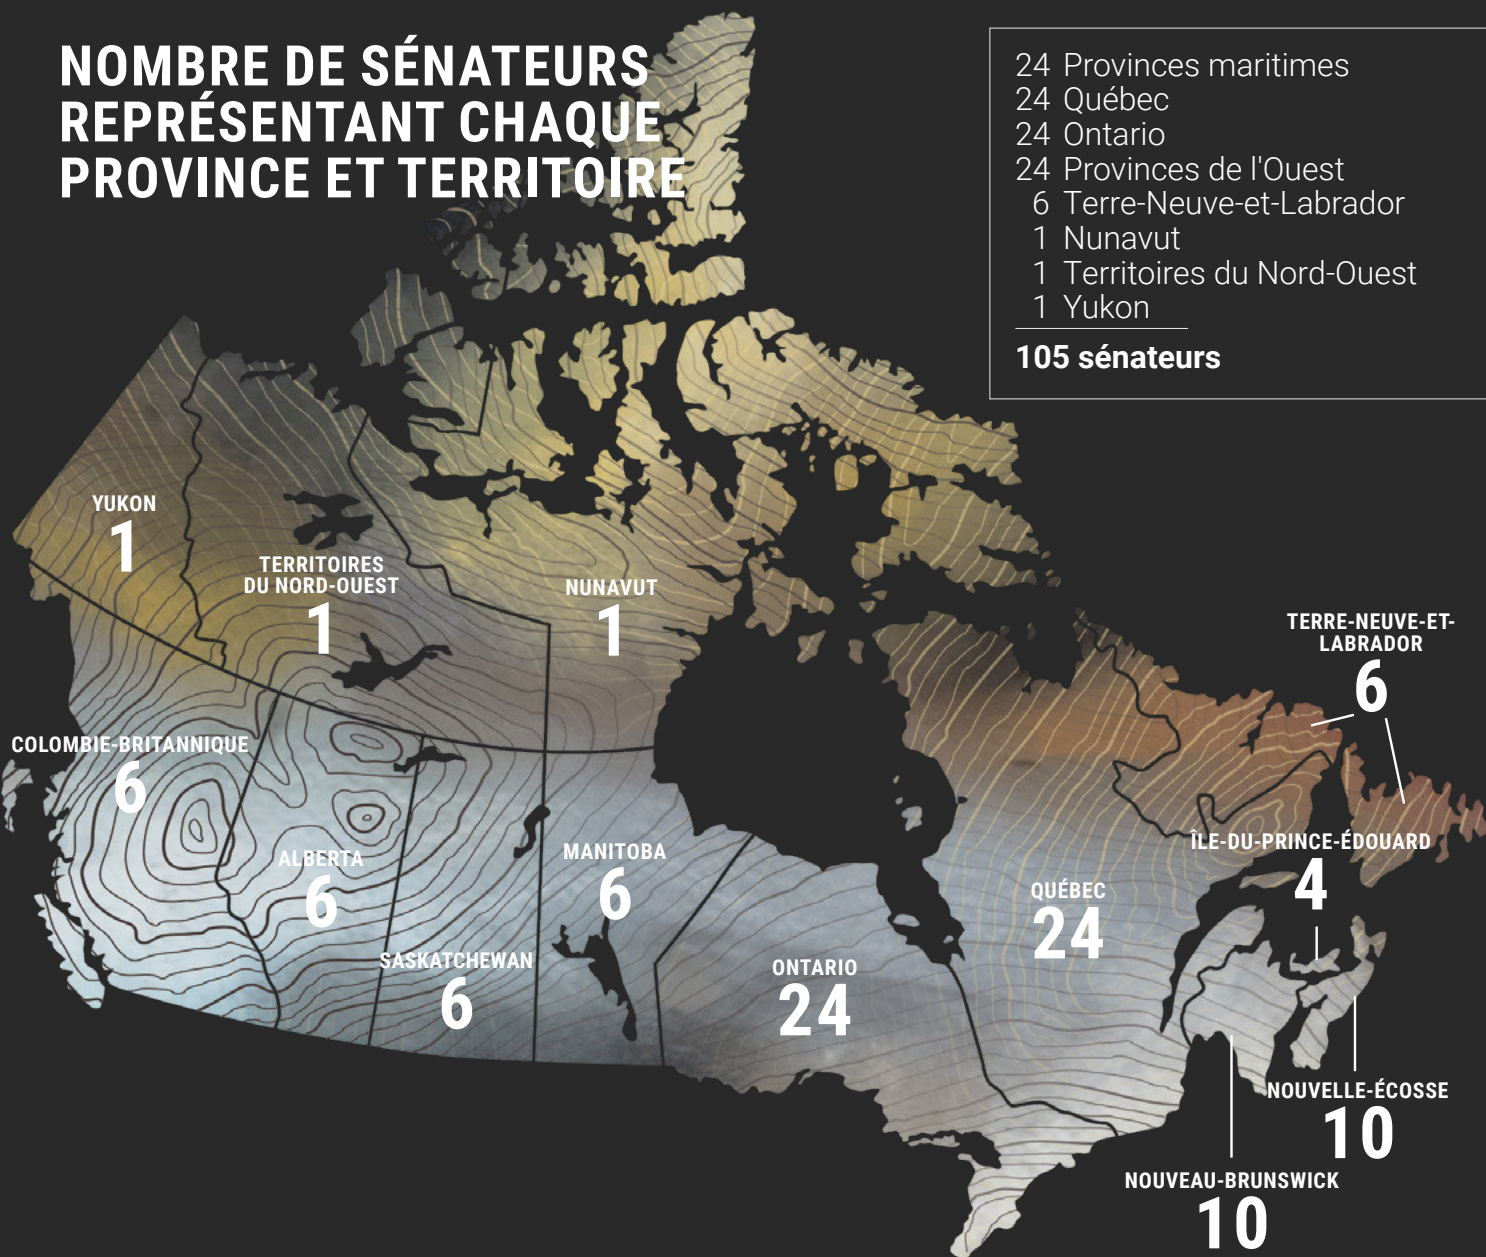 NOMBRE DE SÉNATEURS
REPRÉSENTANT CHAQUE
PROVINCE ET TERRITOIRE
24 Provinces maritimes
24 Québec
24 Ontario
24 Provinces de l'Ouest
6 Terre-Neuve-et-Labrador
1 Nunavut
1 Territoires du Nord-Ouest
1 Yukon
105 sénateurs
YUKON
1
TERRITOIRES
DU NORD-OUEST
1
NUNAVUT
1
TERRE-NEUVE-ET-
LABRADOR
6
COLOMBIE-BRITANNIQUE
6
ALBERTA
6
SASKATCHEWAN
6
MANITOBA
6
ONTARIO
24
QUÉBEC
24
ÎLE-DU-PRINCE-ÉDOUARD
4
NOUVELLE-ÉCOSSE
10
NOUVEAU-BRUNSWICK
10